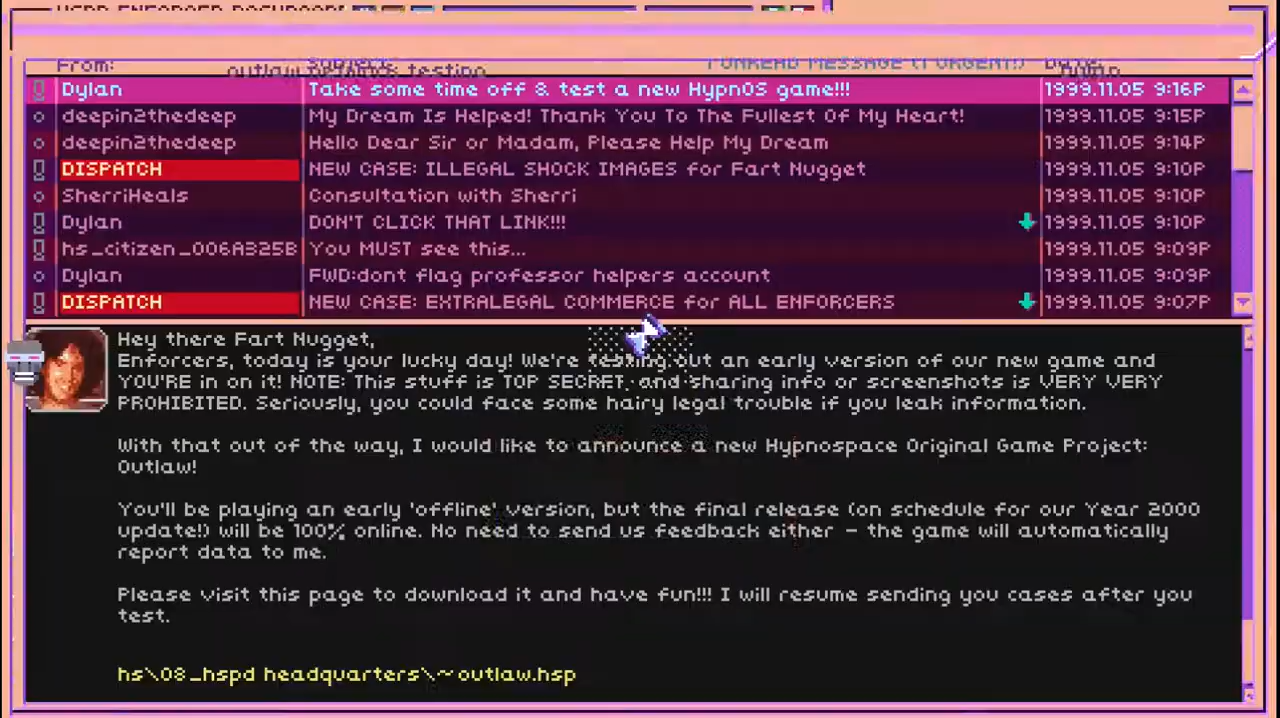 HSPD ENFORCER DASHBOARD
From:
outlaw network testing
1 UNREAD MESSAGE (1 URGENT!)
Dylan Take some time off & test a new HypnOS game!!! 1999.11.05 9:16P
deepin2thedeep My Dream Is Helped! Thank You To The Fullest Of My Heart! 1999.11.05 9:15P
deepin2thedeep Hello Dear Sir or Madam, Please Help My Dream 1999.11.05 9:14P
DISPATCH NEW CASE: ILLEGAL SHOCK IMAGES for Fart Nugget 1999.11.05 9:10P
SherriHeals Consultation with Sherri 1999.11.05 9:10P
Dylan DON'T CLICK THAT LINK!!! 1999.11.05 9:10P
hs_citizen_006A325B You MUST see this... 1999.11.05 9:09P
Dylan FWD:dont flag professor helpers account 1999.11.05 9:09P
DISPATCH NEW CASE: EXTRALEGAL COMMERCE for ALL ENFORCERS 1999.11.05 9:07P
Hey there Fart Nugget,
Enforcers, today is your lucky day! We're testing out an early version of our new game and
YOU'RE in on it! NOTE: This stuff is TOP SECRET, and sharing info or screenshots is VERY VERY
PROHIBITED. Seriously, you could face some hairy legal trouble if you leak information.
With that out of the way, I would like to announce a new Hypnospace Original Game Project:
Outlaw!
You'll be playing an early 'offline' version, but the final release (on schedule for our Year 2000
update!) will be 100% online. No need to send us feedback either – the game will automatically
report data to me.
Please visit this page to download it and have fun!!! I will resume sending you cases after you
test.
hs\08_hspd headquarters\~outlaw.hsp